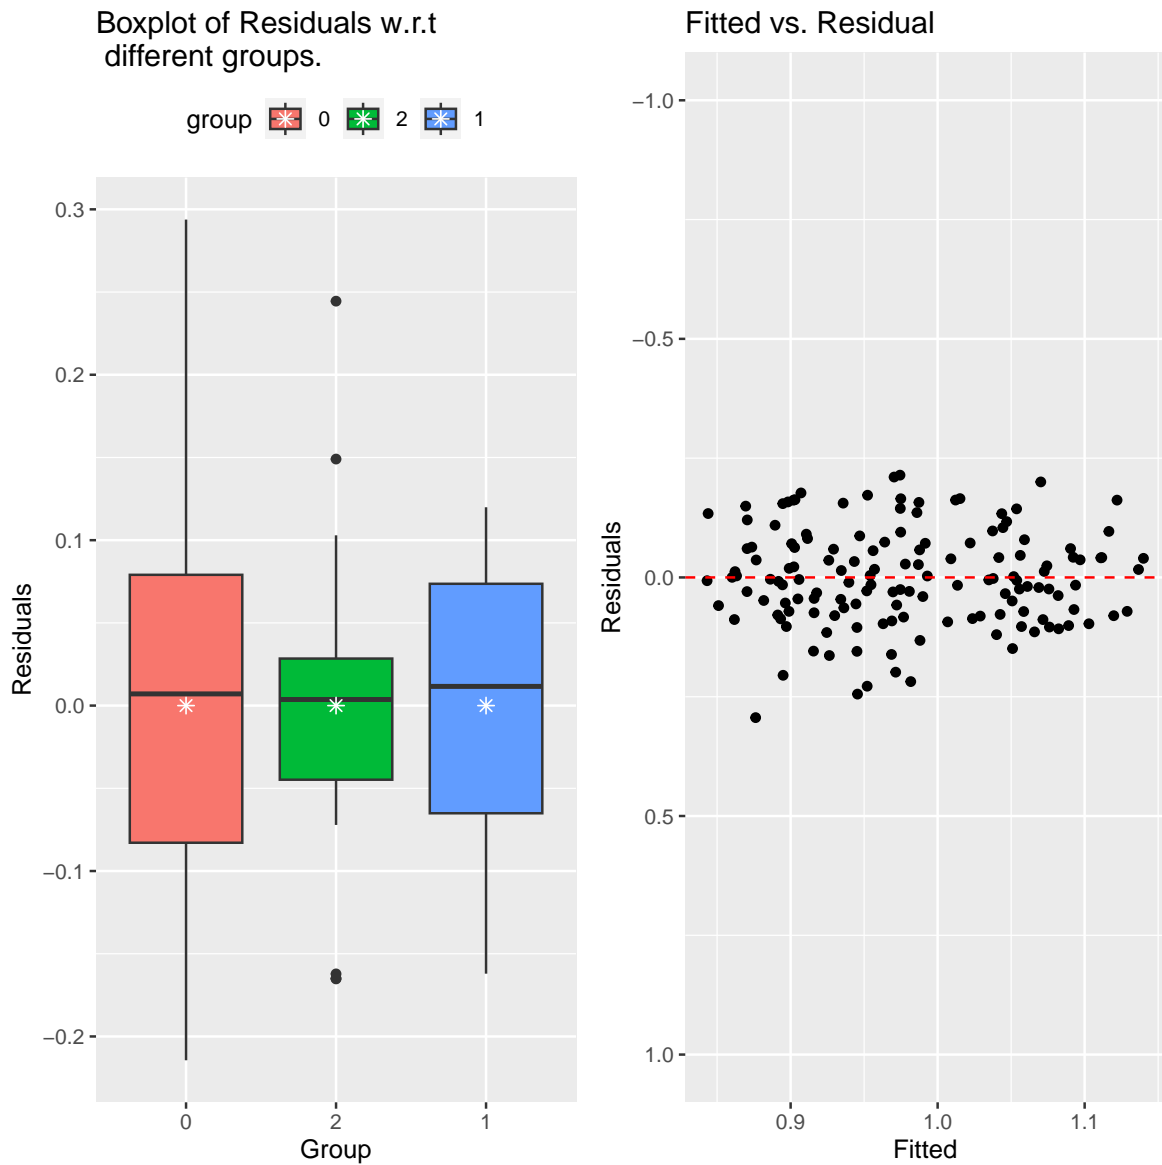 Boxplot of Residuals w.r.t
different groups.
group 0 2 1
0.3
0.2
0.1
0.0
−0.1
−0.2
Residuals
0 2 1
Group
Fitted vs. Residual
−1.0
−0.5
0.0
0.5
1.0
Residuals
0.9 1.0 1.1
Fitted